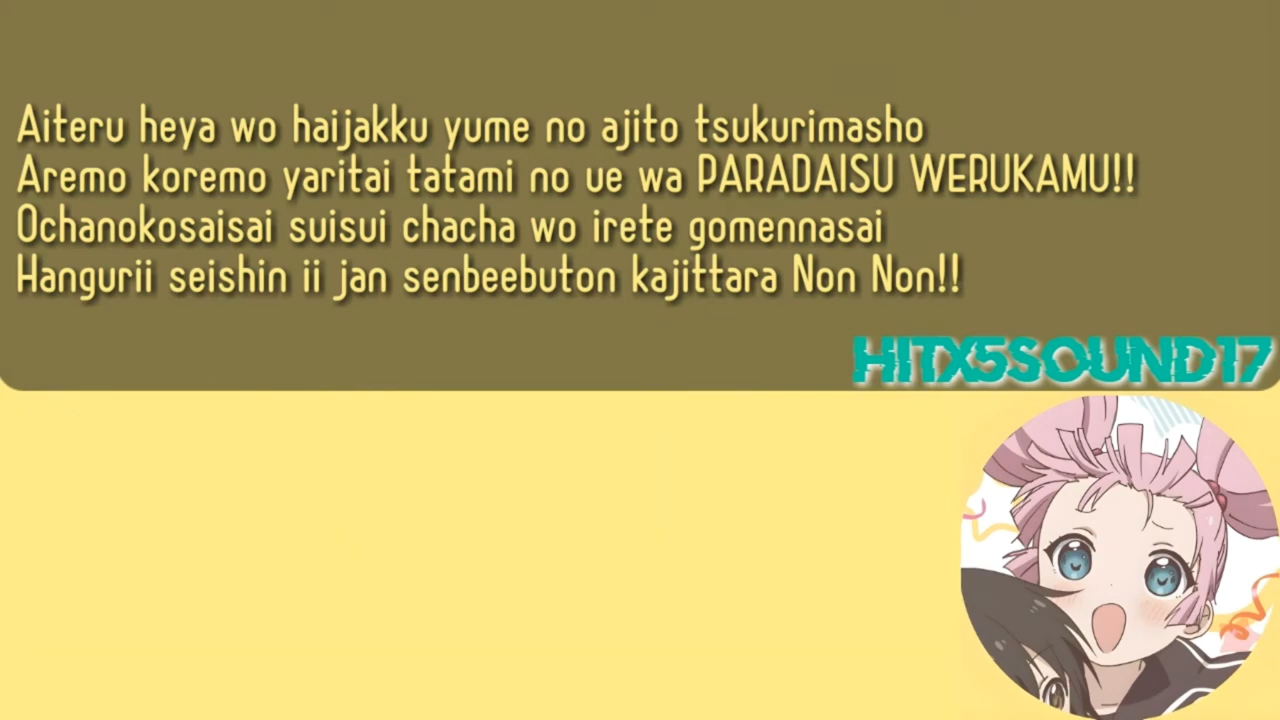 Aiteru heya wo haijakku yume no ajito tsukurimasho
Aremo koremo yaritai tatami no ue wa PARADAISU WERUKAMU!!
Ochanokosaisai suisui chacha wo irete gomennasai
Hangurii seishin ii jan senbeebuton kajittara Non Non!!
HITX5SOUND17